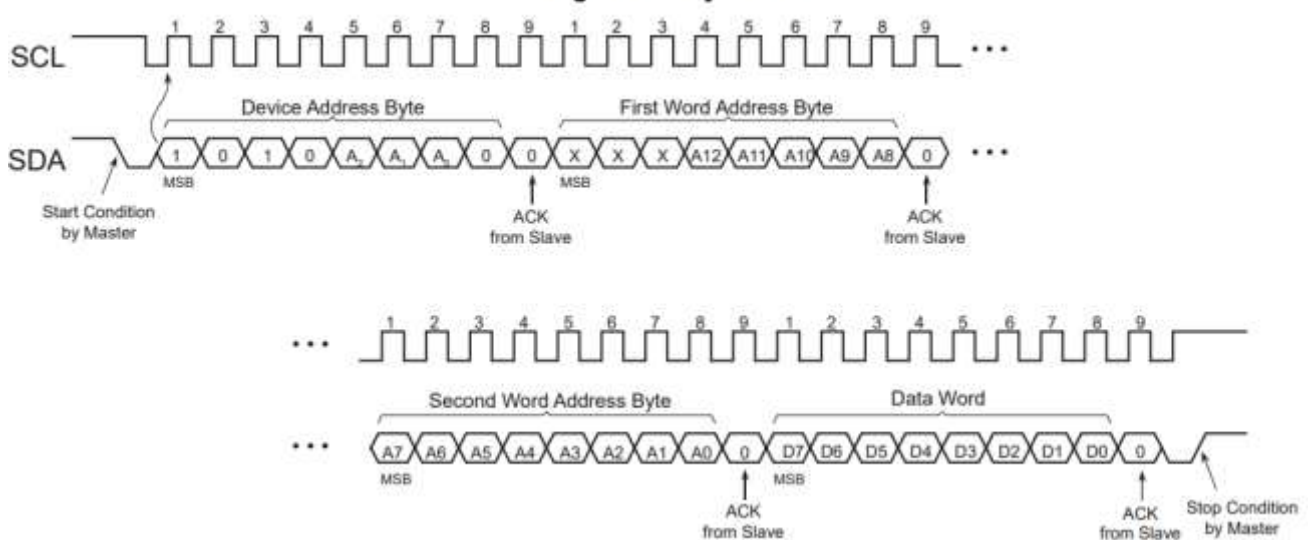 1 2 3 4 5 6 7 8 9 1 2 3 4 5 6 7 8 9
SCL
Device Address Byte First Word Address Byte
SDA 1 0 1 0 A2 A1 A0 0 0 X X X A12 A11 A10 A9 A8 0
MSB MSB
Start Condition
by Master
ACK
from Slave
ACK
from Slave
1 2 3 4 5 6 7 8 9 1 2 3 4 5 6 7 8 9
Second Word Address Byte Data Word
A7 A6 A5 A4 A3 A2 A1 A0 0 D7 D6 D5 D4 D3 D2 D1 D0 0
MSB MSB
ACK
from Slave
ACK
from Slave
Stop Condition
by Master